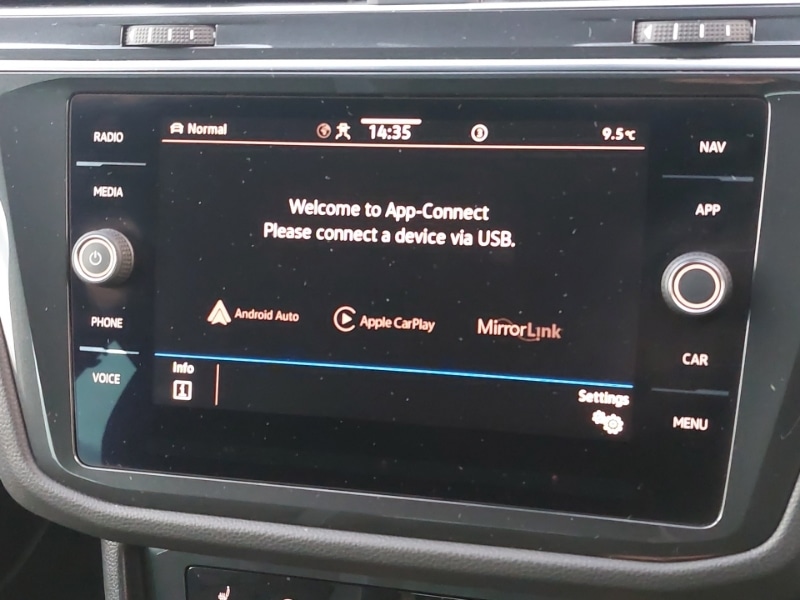 RADIO
MEDIA
PHONE
VOICE
Normal
14:35
9.5°C
Welcome to App-Connect
Please connect a device via USB.
Android Auto
Apple CarPlay
MirrorLink
Info
Settings
NAV
APP
CAR
MENU